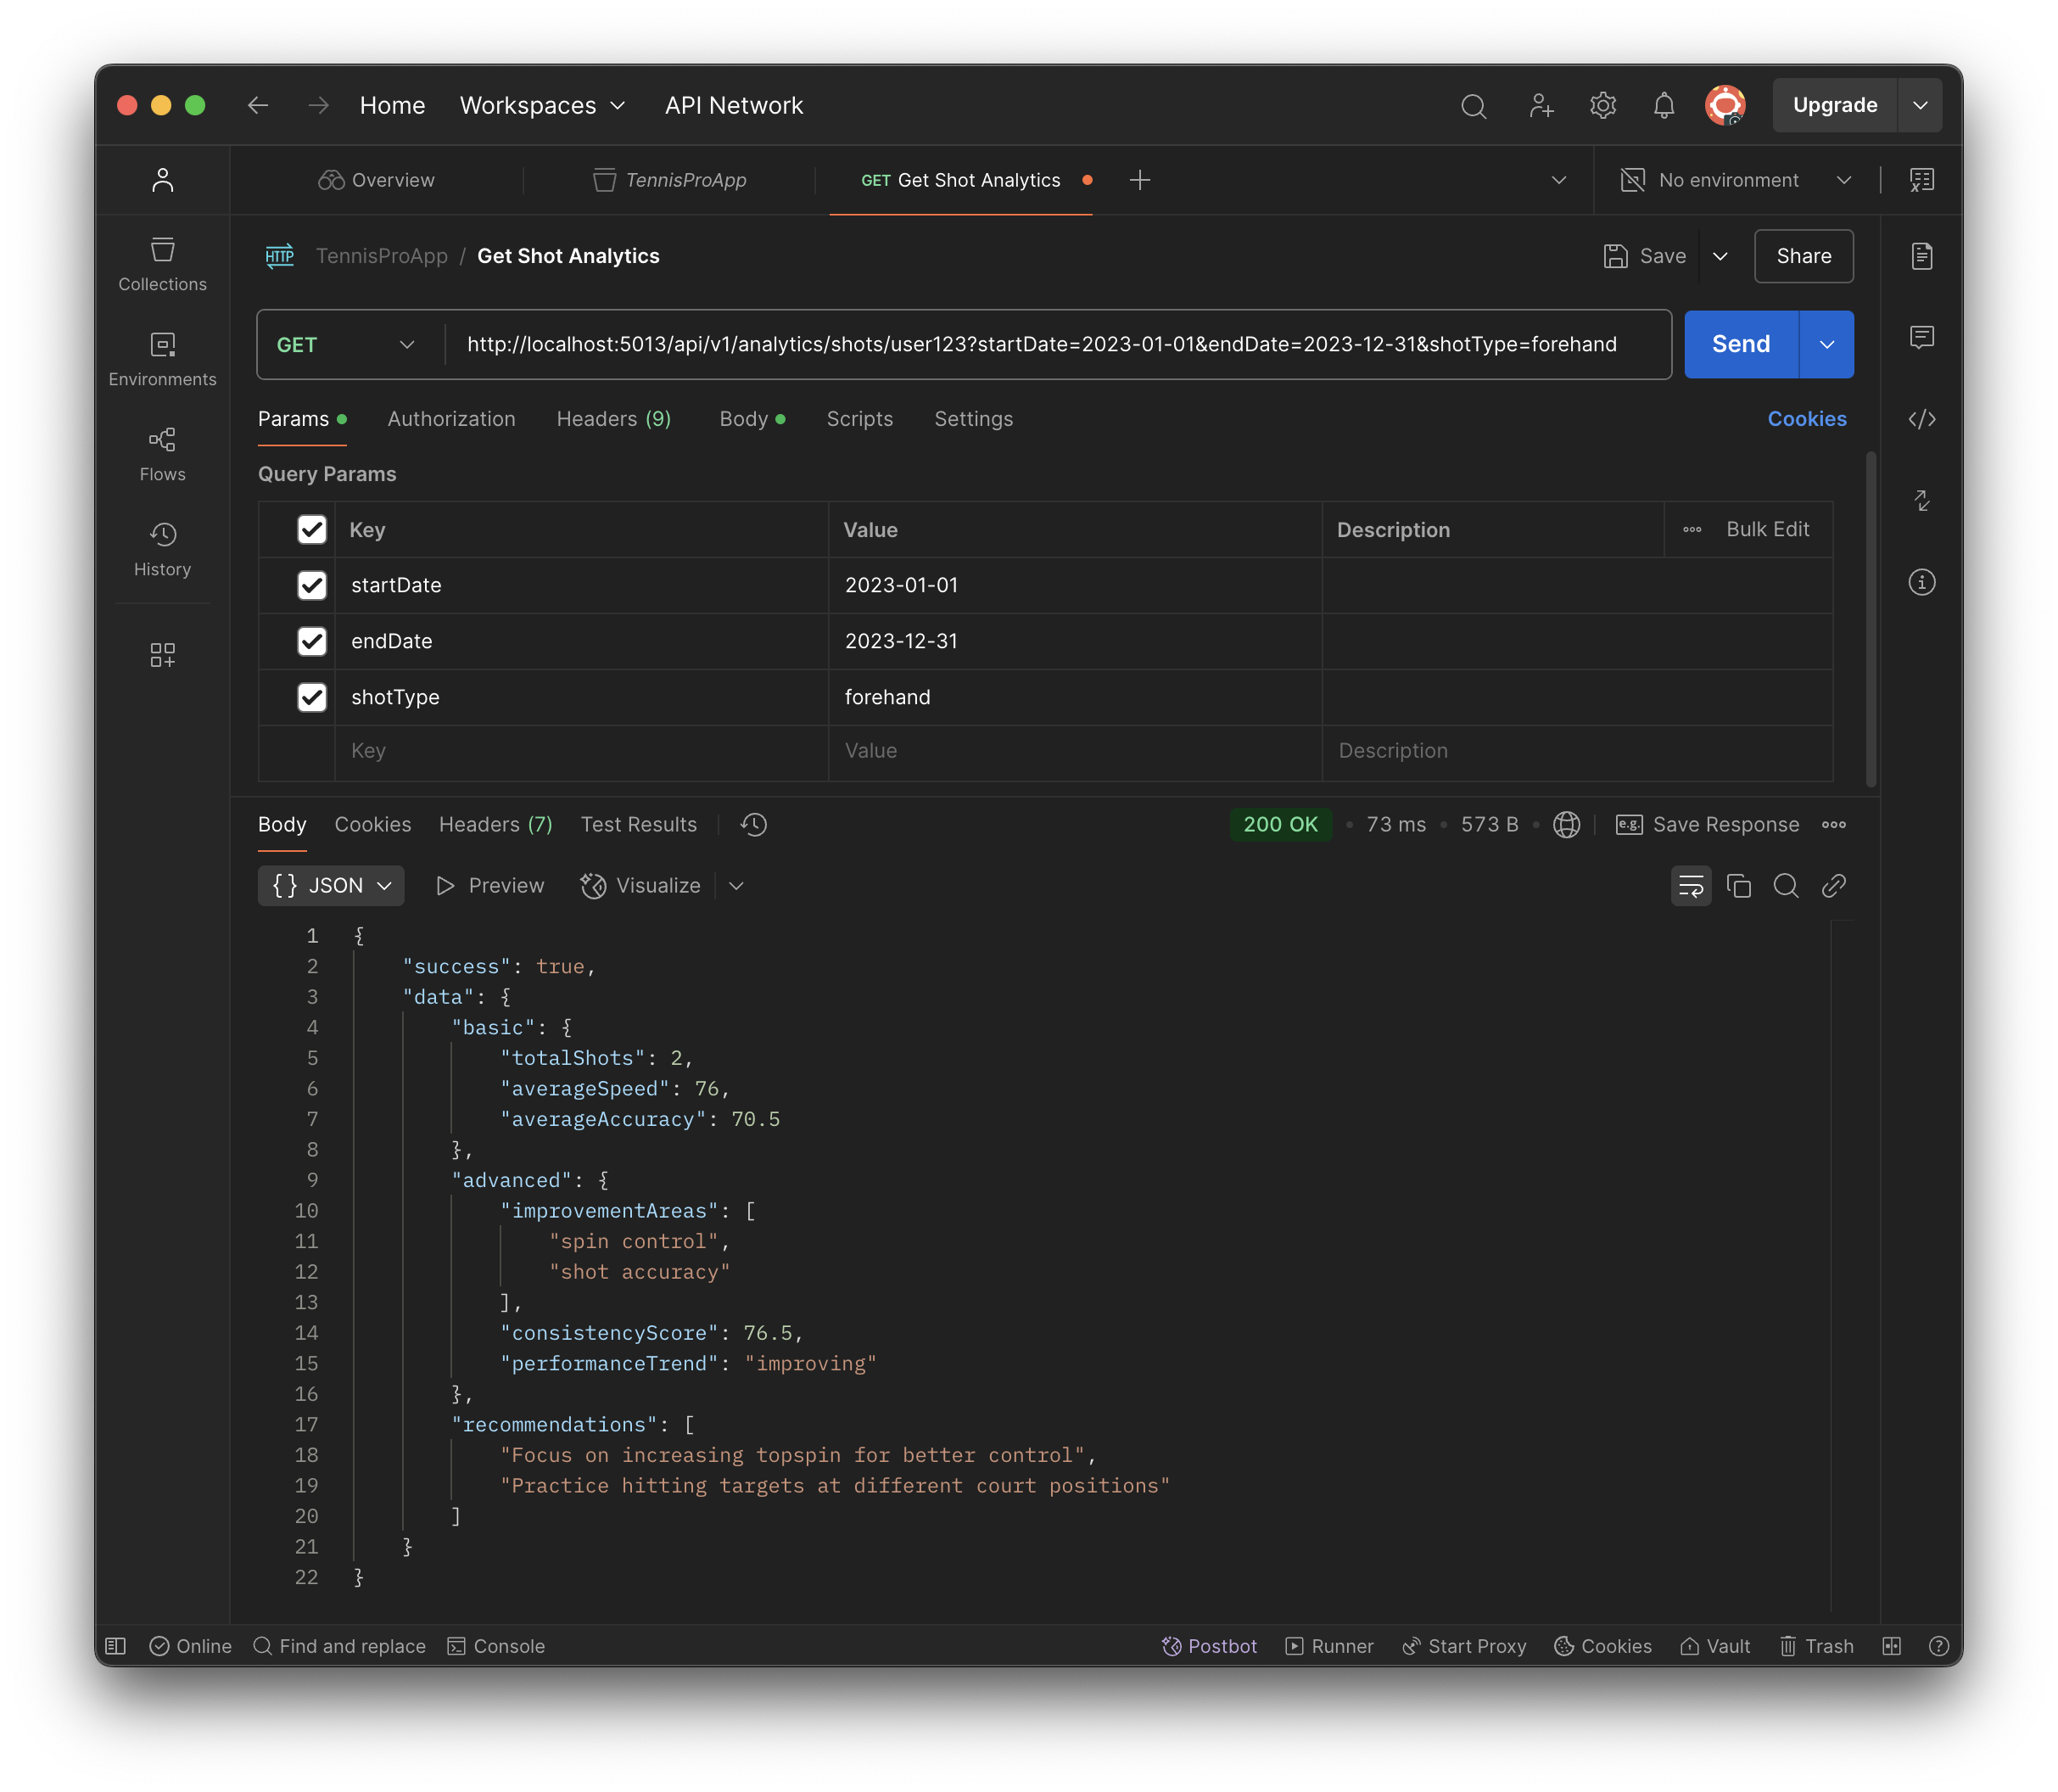 Home Workspaces API Network Upgrade
Overview TennisProApp GET Get Shot Analytics No environment
HTTP TennisProApp / Get Shot Analytics Save Share
GET http://localhost:5013/api/v1/analytics/shots/user123?startDate=2023-01-01&endDate=2023-12-31&shotType=forehand Send
Collections
Environments
Flows
History
Params Authorization Headers (9) Body Scripts Settings Cookies
Query Params
Key Value Description Bulk Edit
startDate 2023-01-01
endDate 2023-12-31
shotType forehand
Key Value Description
Body Cookies Headers (7) Test Results 200 OK • 73 ms • 573 B • e.g. Save Response
{} JSON Preview Visualize
1 {
2 "success": true,
3 "data": {
4 "basic": {
5 "totalShots": 2,
6 "averageSpeed": 76,
7 "averageAccuracy": 70.5
8 },
9 "advanced": {
10 "improvementAreas": [
11 "spin control",
12 "shot accuracy"
13 ],
14 "consistencyScore": 76.5,
15 "performanceTrend": "improving"
16 },
17 "recommendations": [
18 "Focus on increasing topspin for better control",
19 "Practice hitting targets at different court positions"
20 ]
21 }
22 }
Online Find and replace Console Postbot Runner Start Proxy Cookies Vault Trash